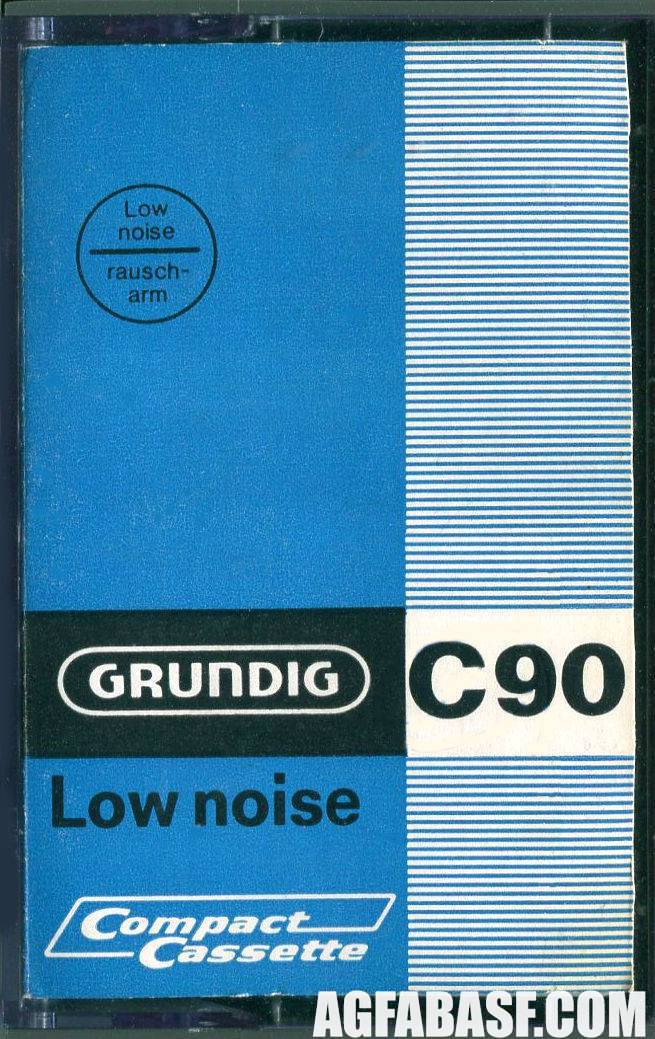 Low
noise
rausch-
arm
GRUNDIG
C90
Low noise
Compact
Cassette
AGFABASF.COM